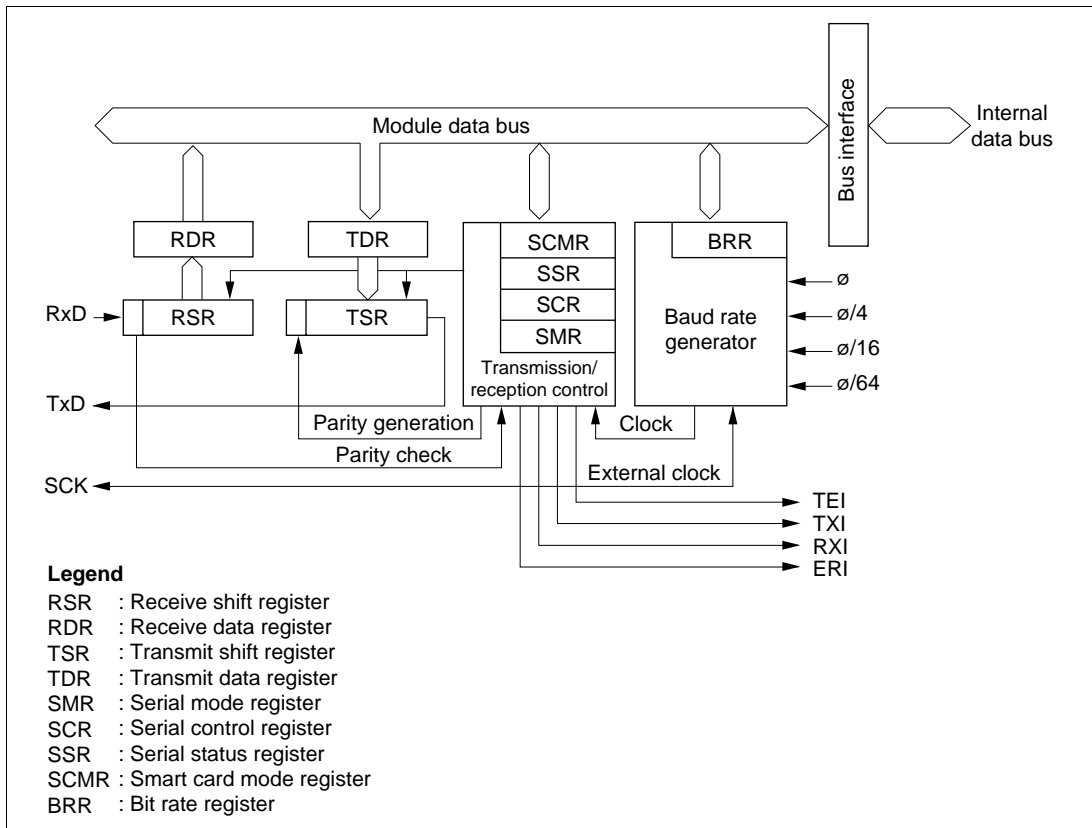 Module data bus
Bus interface
Internal
data bus
RDR
TDR
SCMR
BRR
SSR
SCR
SMR
RxD
RSR
TSR
Baud rate
generator
ø
ø/4
ø/16
ø/64
Transmission/
reception control
TxD
Parity generation
Clock
Parity check
SCK
External clock
TEI
TXI
RXI
ERI
Legend
RSR : Receive shift register
RDR : Receive data register
TSR : Transmit shift register
TDR : Transmit data register
SMR : Serial mode register
SCR : Serial control register
SSR : Serial status register
SCMR : Smart card mode register
BRR : Bit rate register